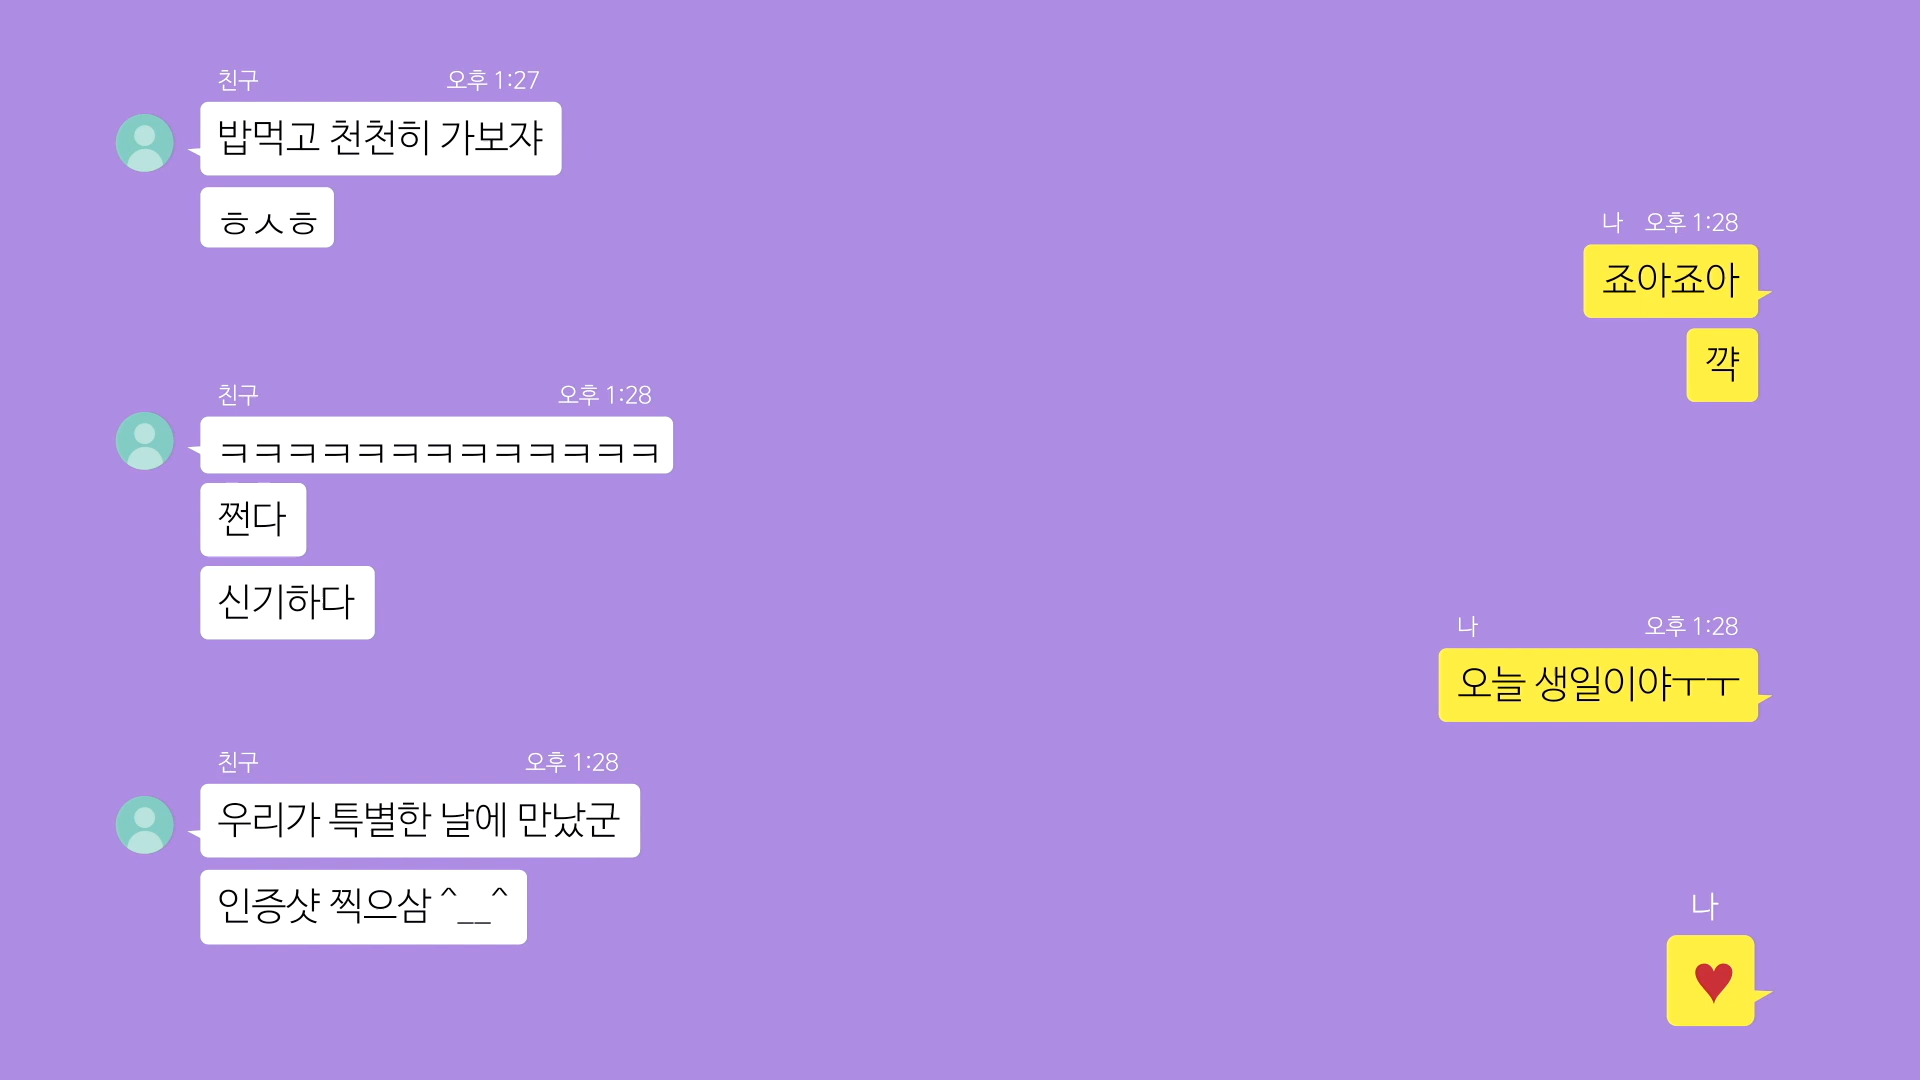 친구 오후 1:27
밥먹고 천천히 가보쟈
ㅎㅅㅎ
나 오후 1:28
죠아죠아
꺅
친구 오후 1:28
ㅋㅋㅋㅋㅋㅋㅋㅋㅋㅋㅋㅋㅋ
쩐다
신기하다
나 오후 1:28
오늘 생일이야ㅜㅜ
친구 오후 1:28
우리가 특별한 날에 만났군
인증샷 찍으삼 ^__^
나
♥